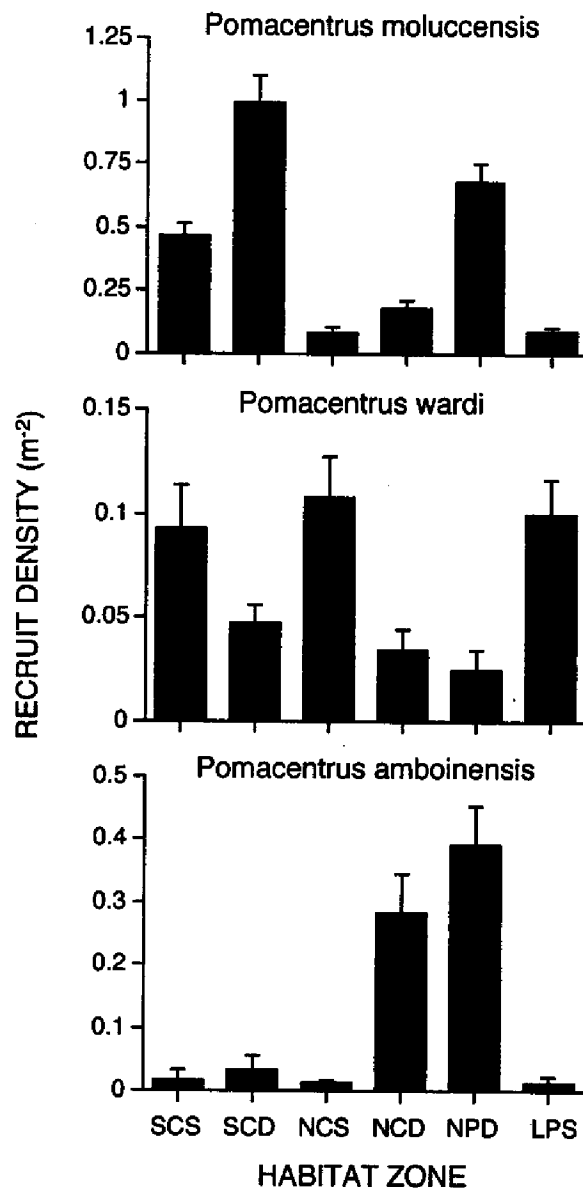 Pomacentrus moluccensis
1.25
1
0.75
0.5
0.25
0
Pomacentrus wardi
0.15
0.1
0.05
0
RECRUIT DENSITY (m-2)
Pomacentrus amboinensis
0.5
0.4
0.3
0.2
0.1
0
SCS SCD NCS NCD NPD LPS
HABITAT ZONE